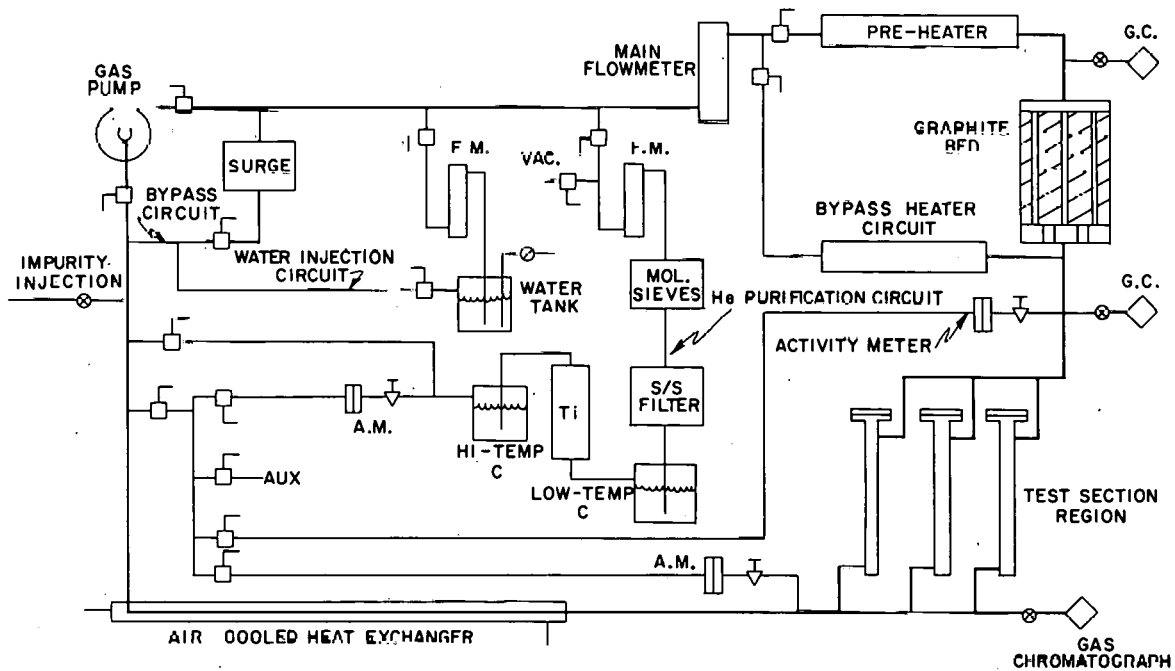 PRE-HEATER
G.C.
MAIN
FLOWMETER
GAS
PUMP
GRAPHITE
BED
F.M.
VAC.
F.M.
SURGE
BYPASS
CIRCUIT
BYPASS HEATER
CIRCUIT
WATER INJECTION
CIRCUIT
IMPURITY-
INJECTION
WATER
TANK
MOL.
SIEVES
He PURIFICATION CIRCUIT
G.C.
ACTIVITY METER
S/S
FILTER
A.M.
Ti
HI-TEMP
C
AUX
LOW-TEMP
C
TEST SECTION
REGION
A.M.
AIR COOLED HEAT EXCHANGER
GAS
CHROMATOGRAPH